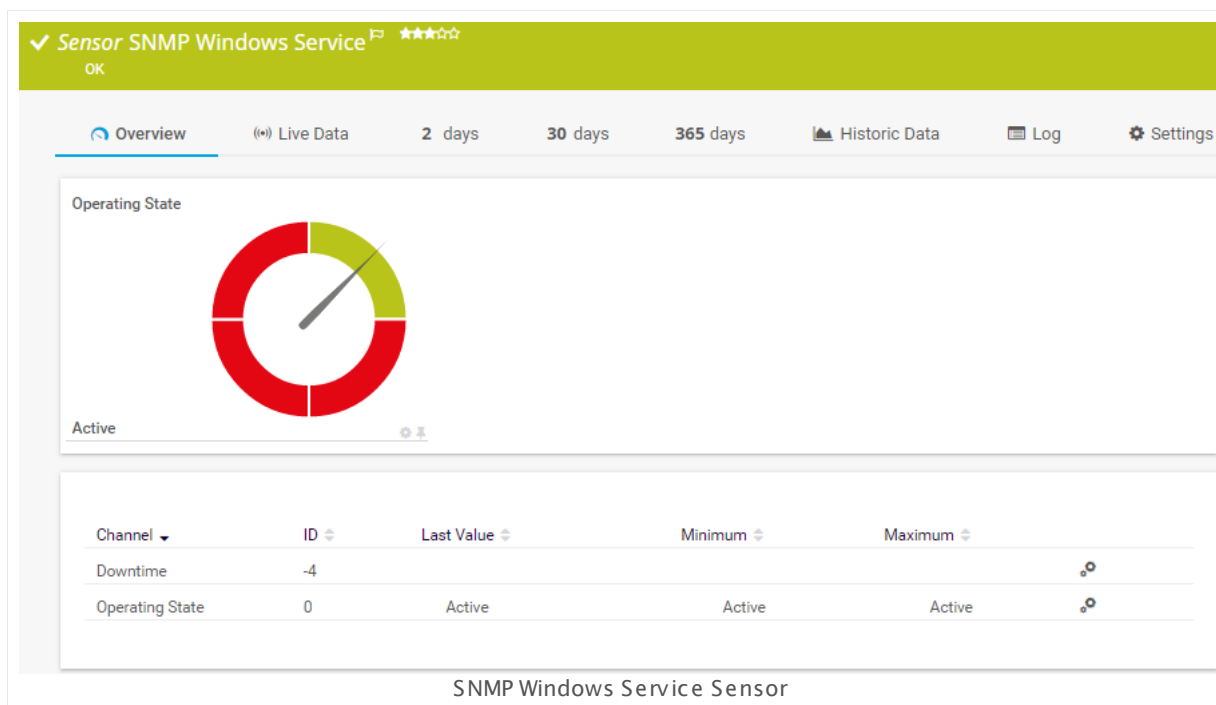 Sensor SNMP Windows Service
OK
Overview Live Data 2 days 30 days 365 days Historic Data Log Settings
Operating State
Active
Channel ID Last Value Minimum Maximum
Downtime -4
Operating State 0 Active Active Active
SNMP Windows Service Sensor